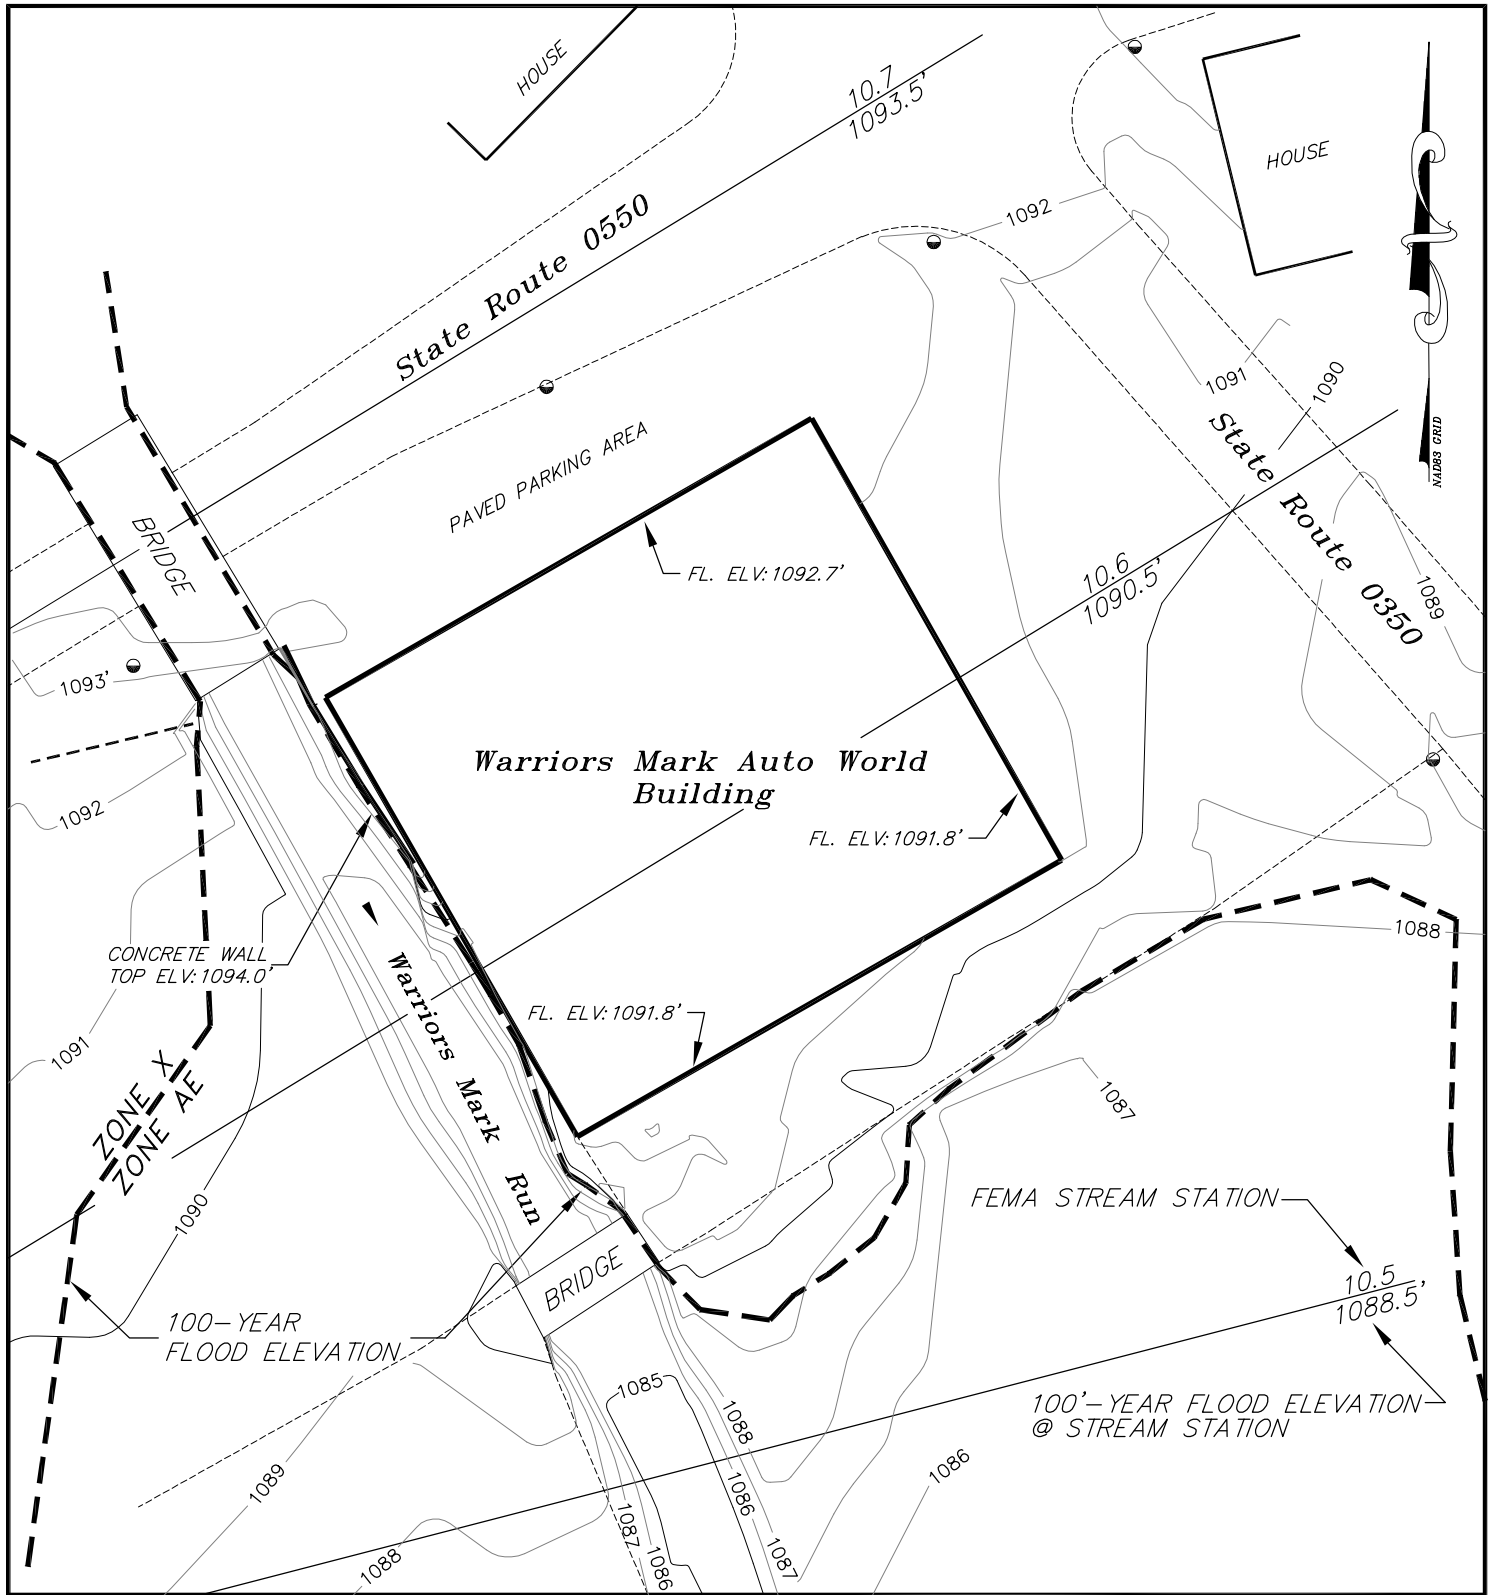 HOUSE
10.7
1093.5'
HOUSE
State Route 0550
1092
1091
1090
NAD83 GRID
State Route 0350
PAVED PARKING AREA
BRIDGE
FL. ELV: 1092.7'
10.6
1090.5'
1089
1093'
Warriors Mark Auto World
Building
1092
FL. ELV: 1091.8'
CONCRETE WALL
TOP ELV: 1094.0'
1088
Warriors Mark Run
FL. ELV: 1091.8'
1091
ZONE X
ZONE AE
1087
1090
FEMA STREAM STATION
BRIDGE
10.5
1088.5'
100-YEAR
FLOOD ELEVATION
1085
1088
100'-YEAR FLOOD ELEVATION
@ STREAM STATION
1089
1086
1086
1087
1087
1086
1088